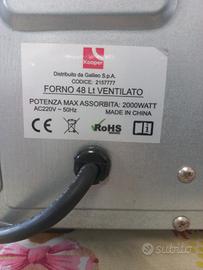 Kooper
Distribuito da Galileo S.p.A.
CODICE: 2157777
FORNO 48 Lt VENTILATO
POTENZA MAX ASSORBITA: 2000WATT
AC220V ~ 50Hz
MADE IN CHINA
CE
RoHS
subito